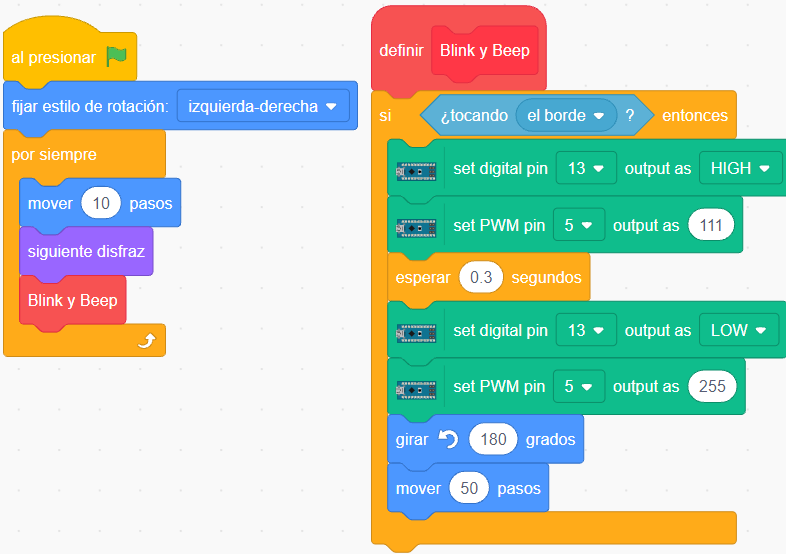 al presionar
fijar estilo de rotación: izquierda-derecha
por siempre
mover 10 pasos
siguiente disfraz
Blink y Beep
definir Blink y Beep
si ¿tocando el borde ? entonces
set digital pin 13 output as HIGH
set PWM pin 5 output as 111
esperar 0.3 segundos
set digital pin 13 output as LOW
set PWM pin 5 output as 255
girar 180 grados
mover 50 pasos